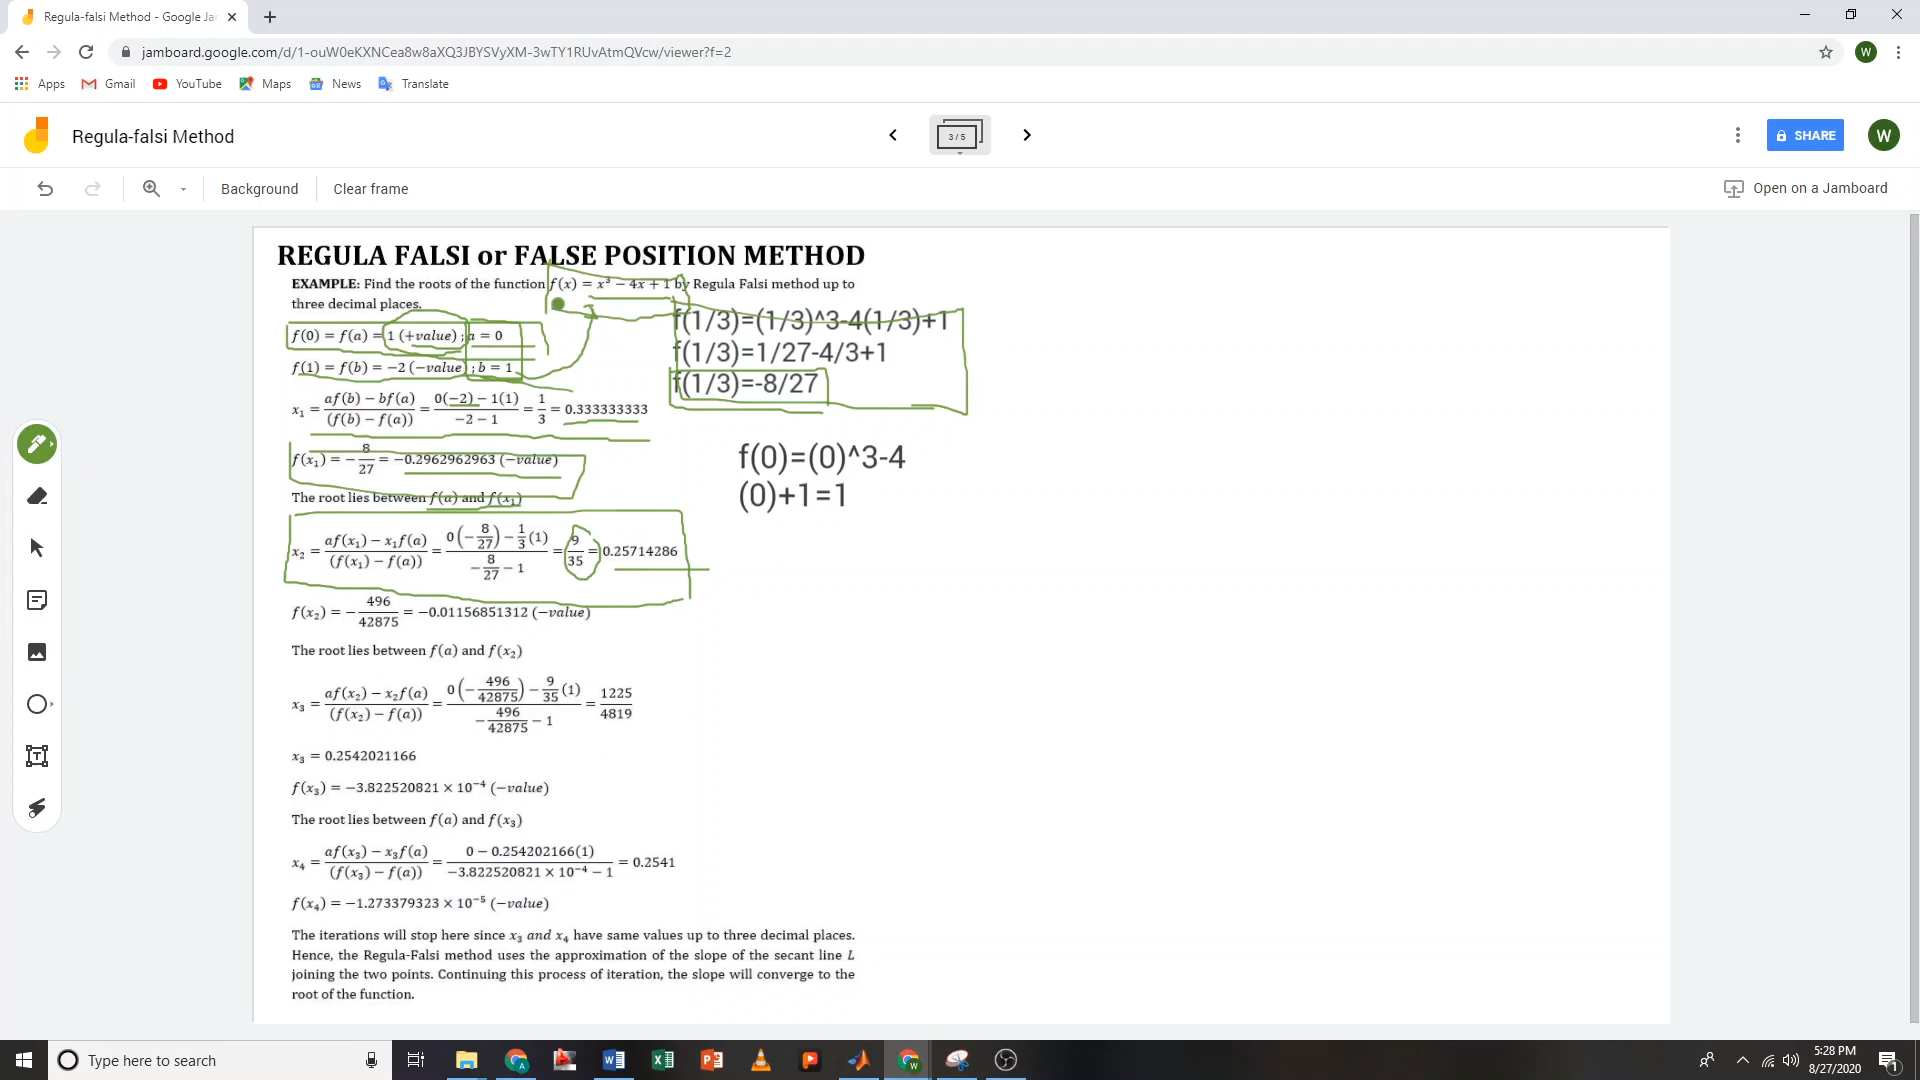 Regula-falsi Method - Google Ja
jamboard.google.com/d/1-ouW0eKXNCea8w8aXQ3JBYSVyXM-3wTY1RUvAtmQVcw/viewer?f=2
W
Apps Gmail YouTube Maps News Translate
Regula-falsi Method
3 / 5
SHARE
W
Background Clear frame
Open on a Jamboard
REGULA FALSI or FALSE POSITION METHOD
EXAMPLE: Find the roots of the function f(x) = x³ − 4x + 1 by Regula Falsi method up to
three decimal places.
f(0) = f(a) = 1 (+value) ; a = 0
f(1) = f(b) = −2 (−value) ; b = 1
x₁ = (af(b) − bf(a))/((f(b) − f(a)) = (0(−2) − 1(1))/(−2 − 1) = 1/3 = 0.333333333
f(x₁) = −8/27 = −0.2962962963 (−value)
The root lies between f(a) and f(x₁)
x₂ = (af(x₁) − x₁f(a))/((f(x₁) − f(a)) = (0(−8/27) − 1/3(1))/(−8/27 − 1) = 9/35 = 0.25714286
f(x₂) = −496/42875 = −0.01156851312 (−value)
The root lies between f(a) and f(x₂)
x₃ = (af(x₂) − x₂f(a))/((f(x₂) − f(a)) = (0(−496/42875) − 9/35(1))/(−496/42875 − 1) = 1225/4819
x₃ = 0.2542021166
f(x₃) = −3.822520821 × 10⁻⁴ (−value)
The root lies between f(a) and f(x₃)
x₄ = (af(x₃) − x₃f(a))/((f(x₃) − f(a)) = (0 − 0.254202166(1))/(−3.822520821 × 10⁻⁴ − 1) = 0.2541
f(x₄) = −1.273379323 × 10⁻⁵ (−value)
The iterations will stop here since x₃ and x₄ have same values up to three decimal places.
Hence, the Regula-Falsi method uses the approximation of the slope of the secant line L
joining the two points. Continuing this process of iteration, the slope will converge to the
root of the function.
f(1/3)=(1/3)^3-4(1/3)+1
f(1/3)=1/27-4/3+1
f(1/3)=-8/27
f(0)=(0)^3-4
(0)+1=1
Type here to search
5:28 PM
8/27/2020
1